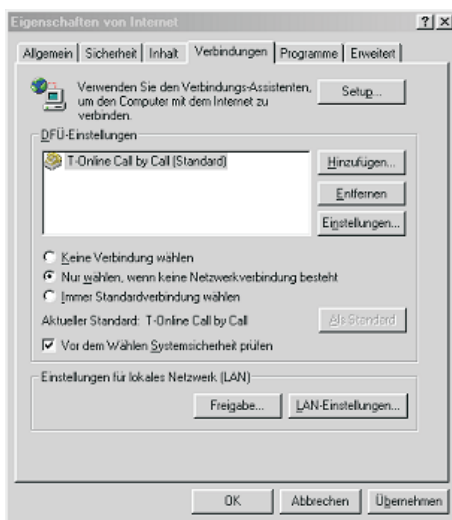 Eigenschaften von Internet
Allgemein Sicherheit Inhalt Verbindungen Programme Erweitert
Verwenden Sie den Verbindungs-Assistenten,
um den Computer mit dem Internet zu
verbinden.
Setup...
DFÜ-Einstellungen
T-Online Call by Call (Standard)
Hinzufügen...
Entfernen
Einstellungen...
Keine Verbindung wählen
Nur wählen, wenn keine Netzwerkverbindung besteht
Immer Standardverbindung wählen
Aktueller Standard: T-Online Call by Call
Als Standard
Vor dem Wählen Systemsicherheit prüfen
Einstellungen für lokales Netzwerk (LAN)
Freigabe... LAN-Einstellungen...
OK Abbrechen Übernehmen